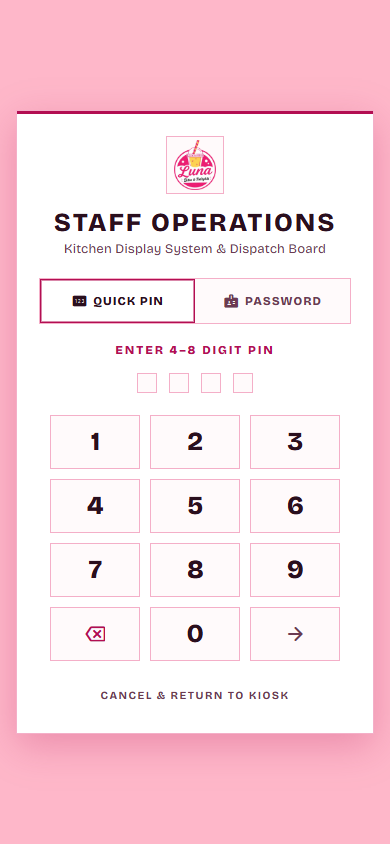 Luna
STAFF OPERATIONS
Kitchen Display System & Dispatch Board
QUICK PIN
PASSWORD
ENTER 4–8 DIGIT PIN
1 2 3
4 5 6
7 8 9
0
CANCEL & RETURN TO KIOSK